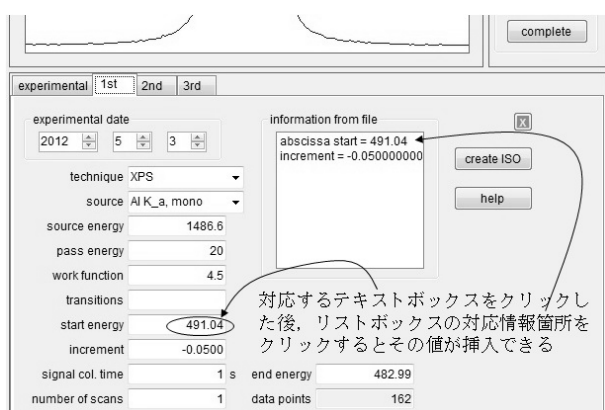 complete
experimental 1st 2nd 3rd
experimental date
2012 5 3
information from file
abscissa start = 491.04
increment = -0.050000000
X
create ISO
help
technique XPS
source Al K_a, mono
source energy 1486.6
pass energy 20
work function 4.5
transitions
start energy 491.04
increment -0.0500
signal col. time 1 s
number of scans 1
対応するテキストボックスをクリックし
た後，リストボックスの対応情報箇所を
クリックするとその値が挿入できる
end energy 482.99
data points 162